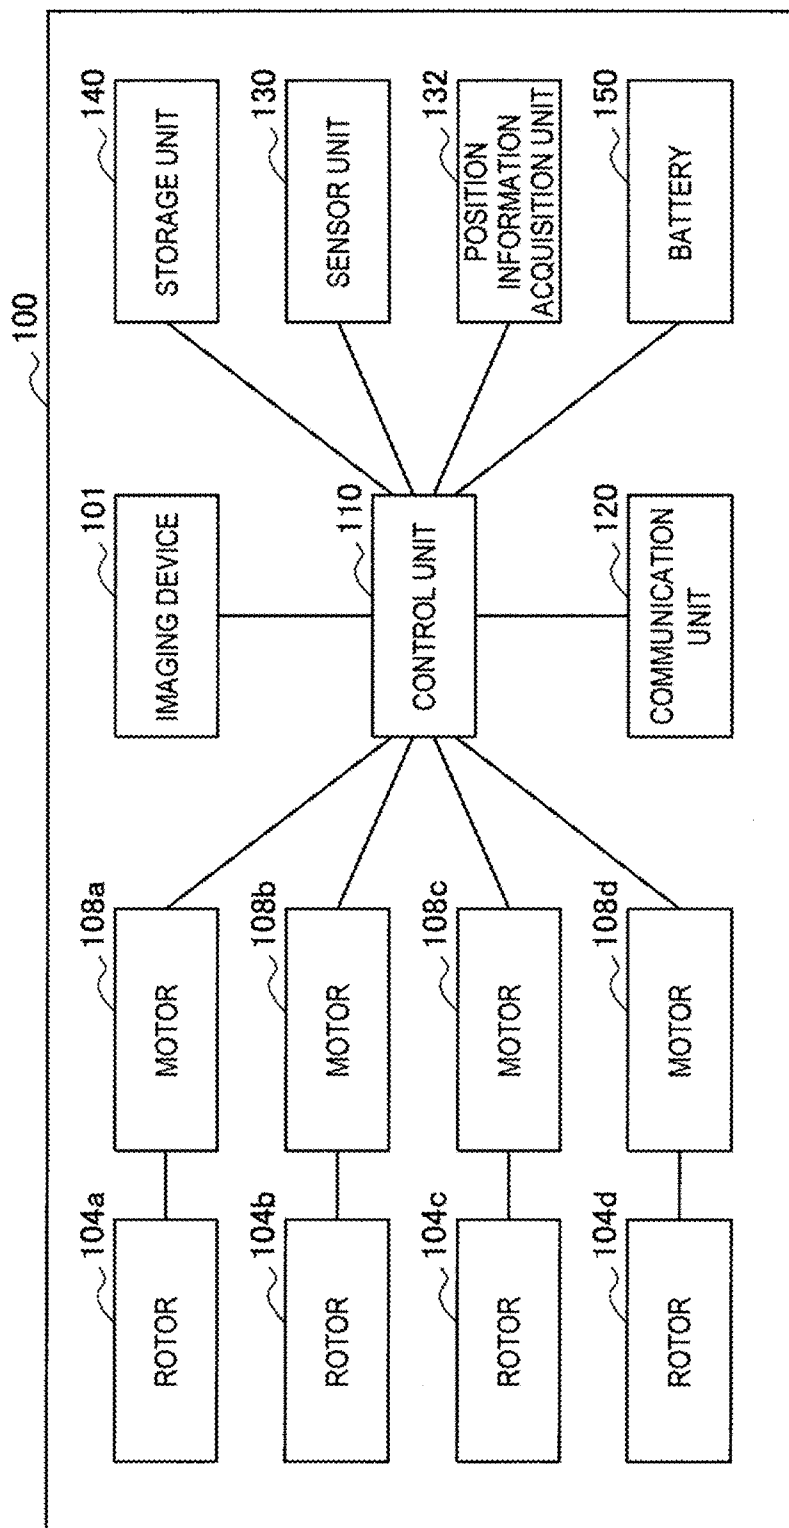 100
104a
ROTOR
108a
MOTOR
101
IMAGING DEVICE
140
STORAGE UNIT
104b
ROTOR
108b
MOTOR
110
CONTROL UNIT
130
SENSOR UNIT
104c
ROTOR
108c
MOTOR
132
POSITION
INFORMATION
ACQUISITION UNIT
104d
ROTOR
108d
MOTOR
120
COMMUNICATION
UNIT
150
BATTERY